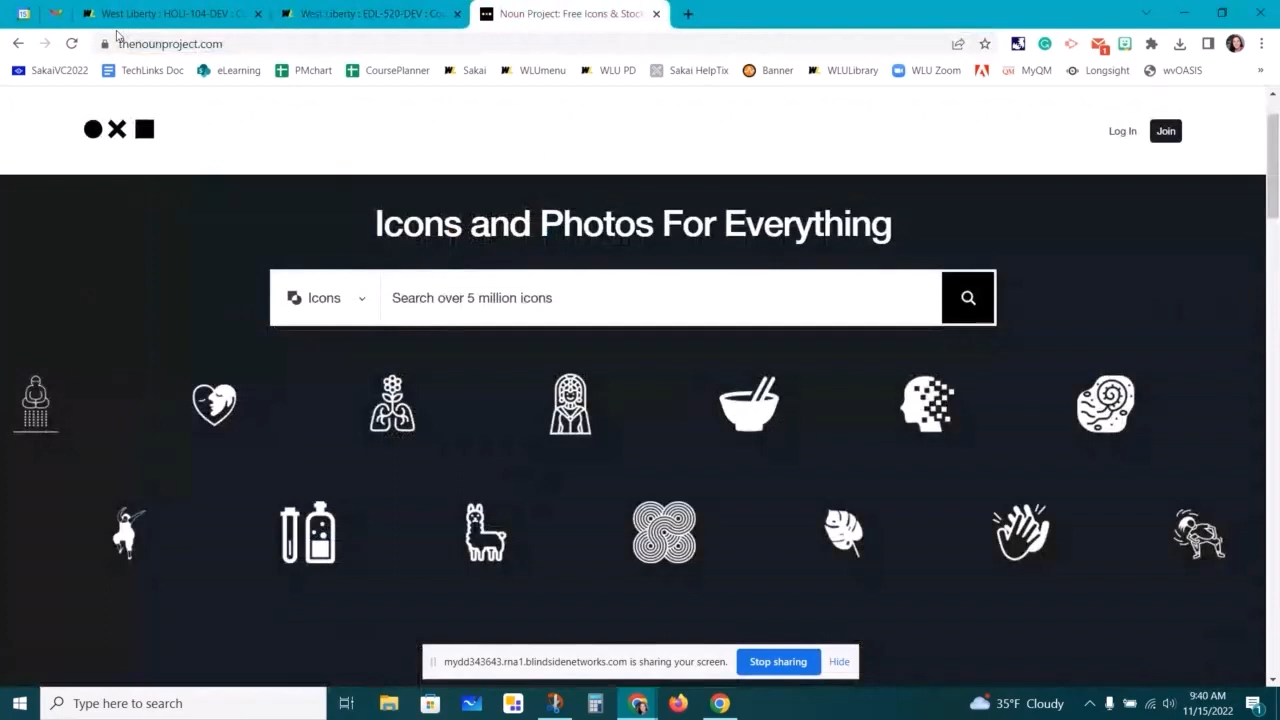 West Liberty : HOLI-104-DEV : C
West Liberty : EDL-520-DEV : Cou
Noun Project: Free Icons & Stock
thenounproject.com
SakaiVC2022
TechLinks Doc
eLearning
PMchart
CoursePlanner
Sakai
WLUmenu
WLU PD
Sakai HelpTix
Banner
WLULibrary
WLU Zoom
MyQM
Longsight
wvOASIS
»
Log In
Join
Icons and Photos For Everything
Icons
Search over 5 million icons
mydd343643.rna1.blindsidenetworks.com is sharing your screen.
Stop sharing
Hide
Type here to search
35°F Cloudy
9:40 AM
11/15/2022